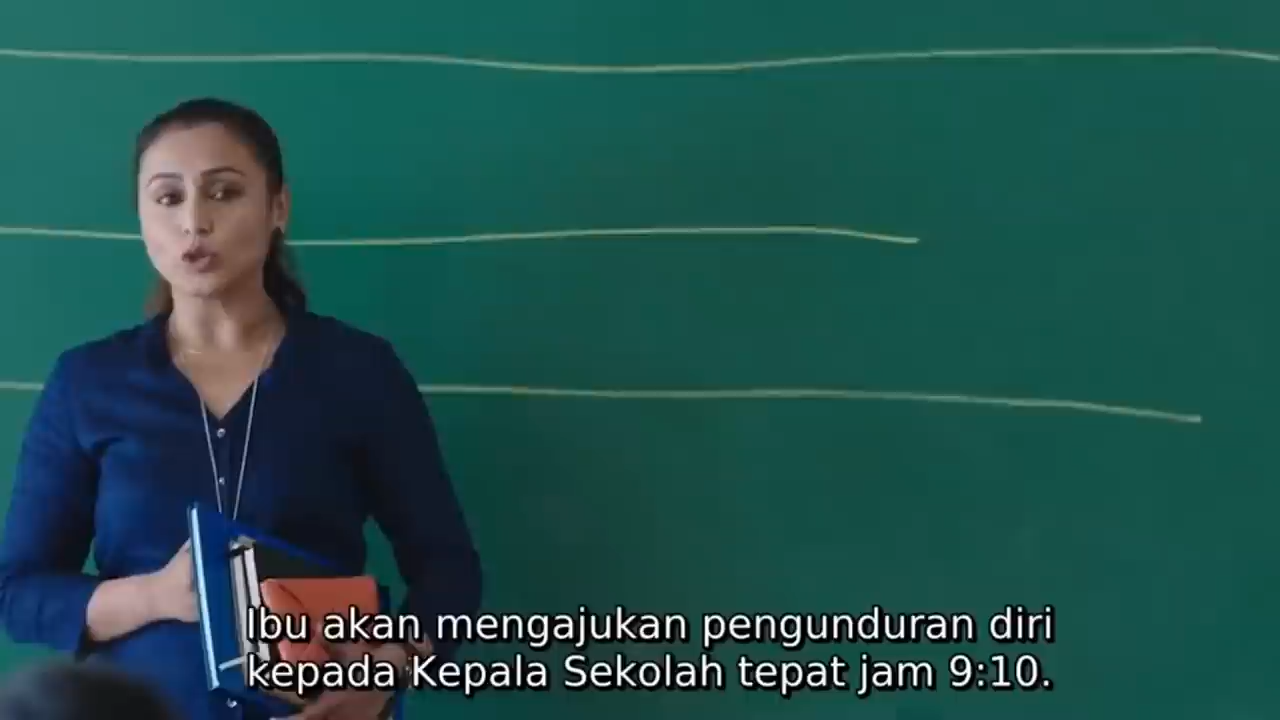 Ibu akan mengajukan pengunduran diri
kepada Kepala Sekolah tepat jam 9:10.